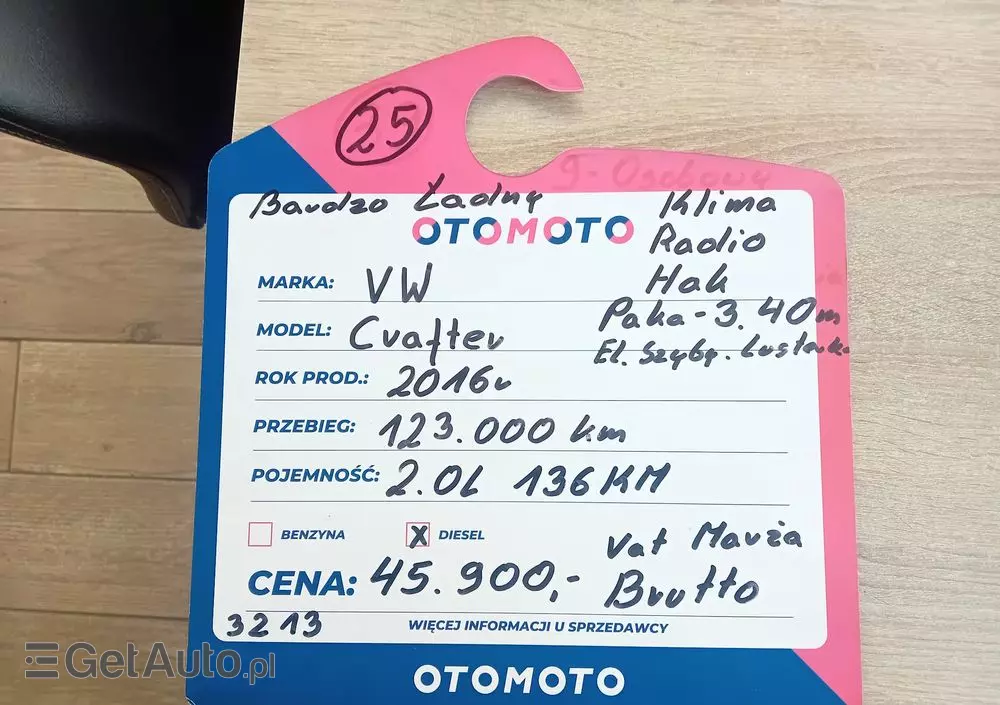 25
9-Osobowy
Bardzo Ładny
OTOMOTO
Klima
Radio
MARKA: VW
Hak
Paka-3.40m
MODEL: Crafter
El. Szyby. Lusterka
ROK PROD.: 2016r
PRZEBIEG: 123.000 km
POJEMNOŚĆ: 2.0L 136KM
BENZYNA X DIESEL
Vat Marża
CENA: 45.900,- Brutto
3213
WIĘCEJ INFORMACJI U SPRZEDAWCY
GetAuto.pl
OTOMOTO